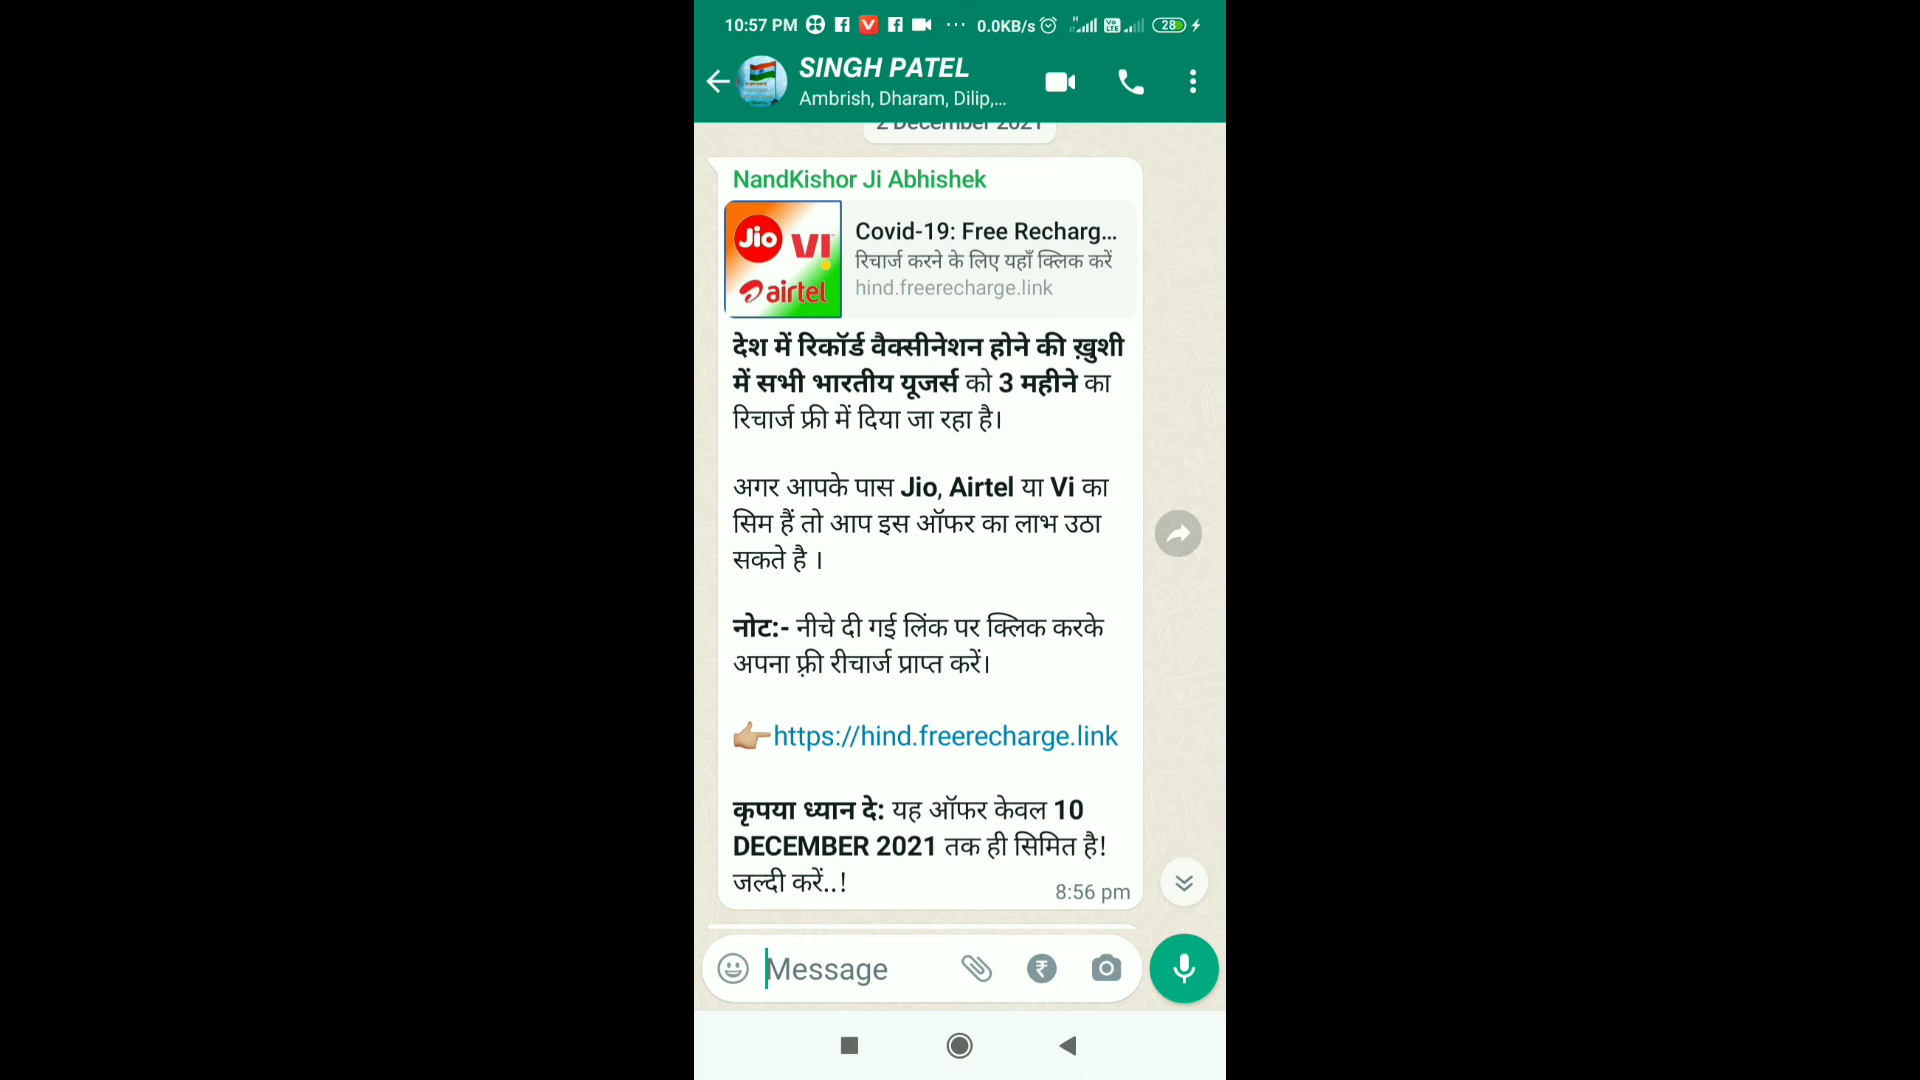 10:57 PM
0.0KB/s
28
SINGH PATEL
Ambrish, Dharam, Dilip,...
2 December 2021
NandKishor Ji Abhishek
Jio
VI
airtel
Covid-19: Free Recharg...
रिचार्ज करने के लिए यहाँ क्लिक करें
hind.freerecharge.link
देश में रिकॉर्ड वैक्सीनेशन होने की ख़ुशी
में सभी भारतीय यूजर्स को 3 महीने का
रिचार्ज फ्री में दिया जा रहा है।
अगर आपके पास Jio, Airtel या Vi का
सिम हैं तो आप इस ऑफर का लाभ उठा
सकते है ।
नोट:- नीचे दी गई लिंक पर क्लिक करके
अपना फ़्री रीचार्ज प्राप्त करें।
https://hind.freerecharge.link
कृपया ध्यान दे: यह ऑफर केवल 10
DECEMBER 2021 तक ही सिमित है!
जल्दी करें..!
8:56 pm
Message